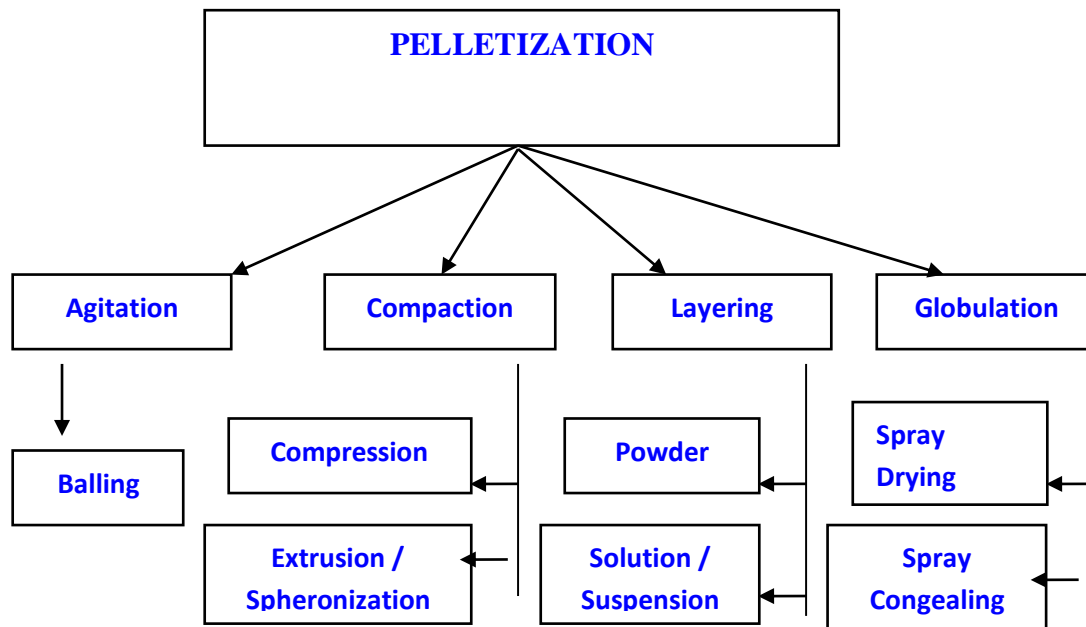 PELLETIZATION
Agitation
Compaction
Layering
Globulation
Balling
Compression
Extrusion /
Spheronization
Powder
Solution /
Suspension
Spray
Drying
Spray
Congealing